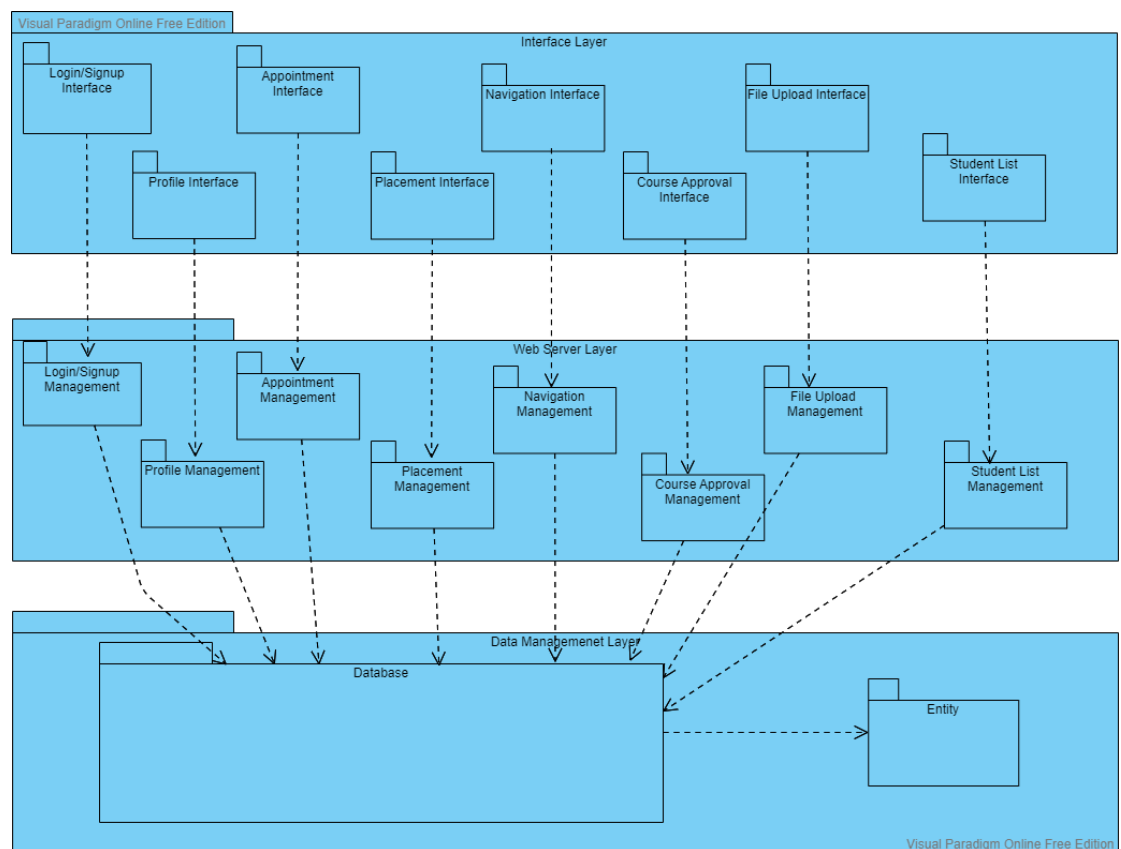 Visual Paradigm Online Free Edition
Interface Layer
Login/Signup
Interface
Appointment
Interface
Navigation Interface
File Upload Interface
Profile Interface
Placement Interface
Course Approval
Interface
Student List
Interface
Web Server Layer
Login/Signup
Management
Appointment
Management
Navigation
Management
File Upload
Management
Profile Management
Placement
Management
Course Approval
Management
Student List
Management
Data Managemenet Layer
Database
Entity
Visual Paradigm Online Free Edition